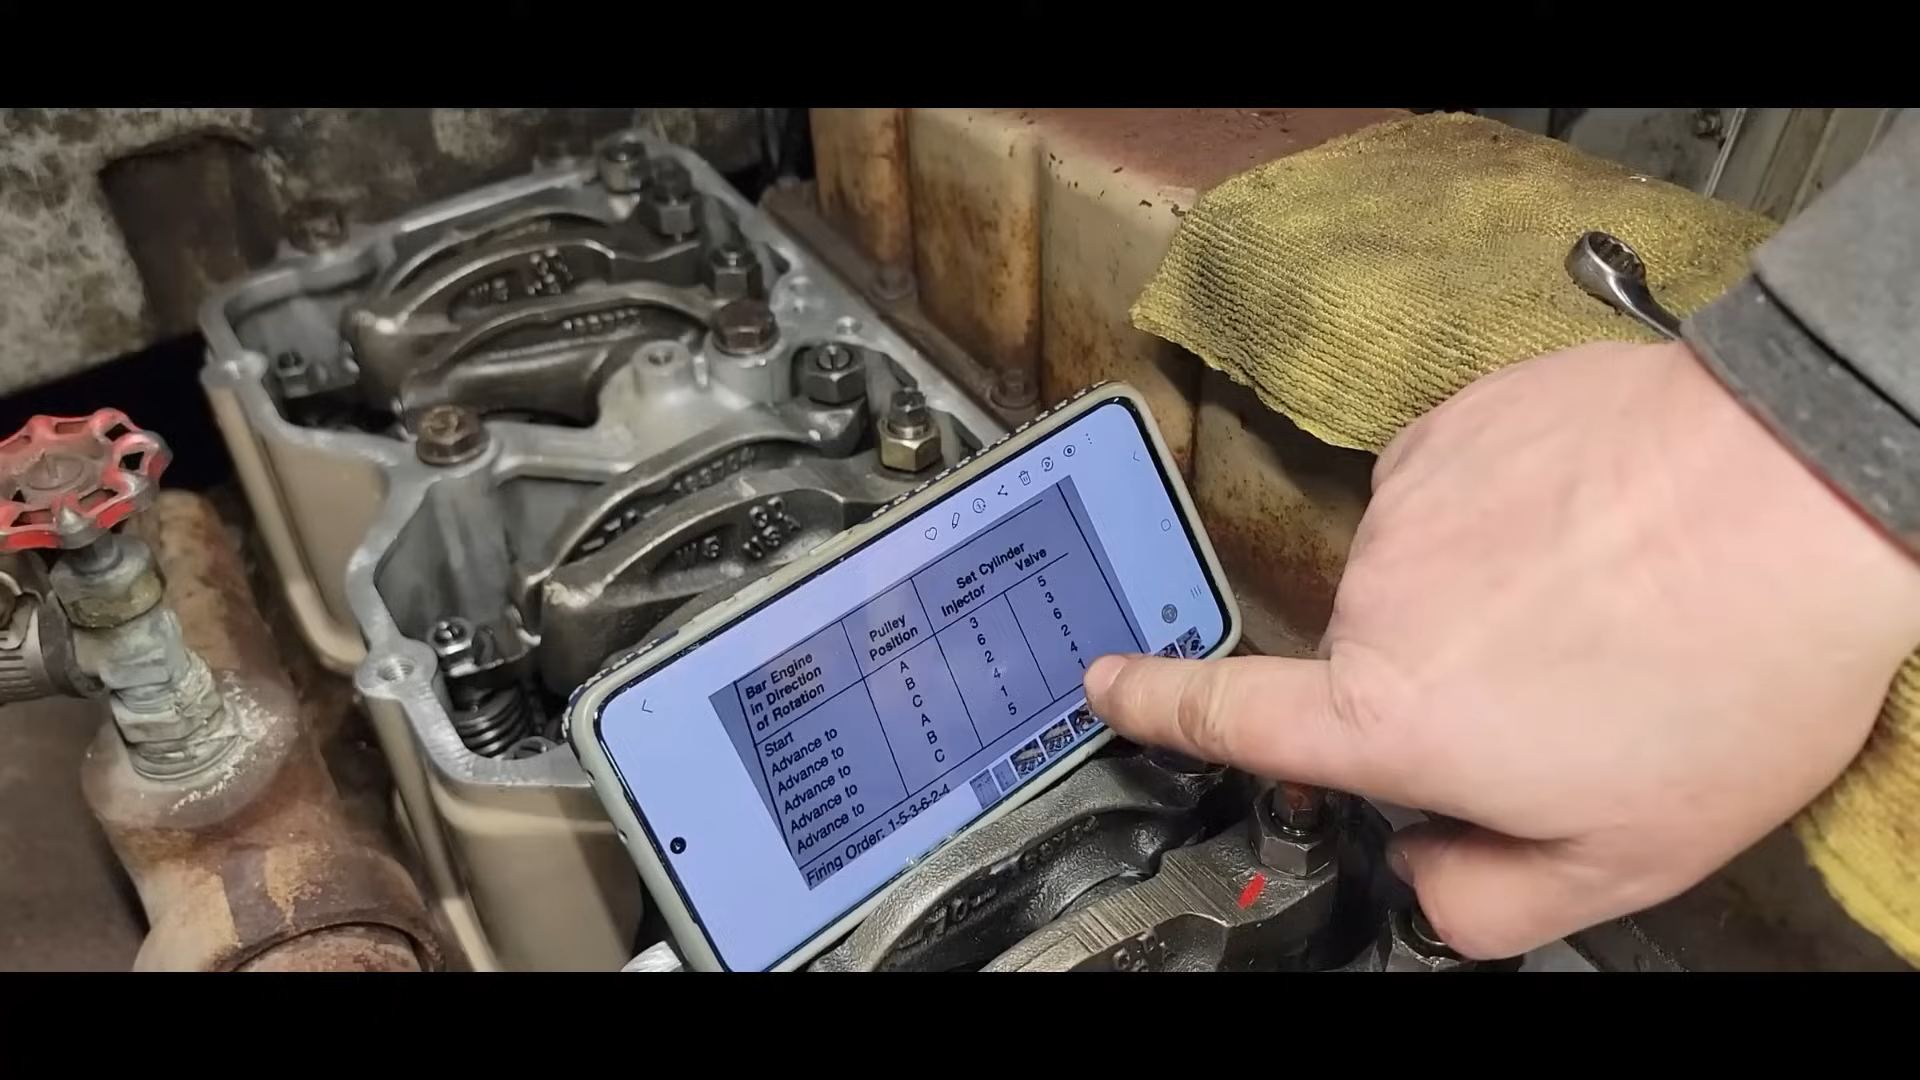 Set Cylinder
Injector Valve
Pulley
Position
Bar Engine
in Direction
of Rotation
Start A 3 5
Advance to B 6 3
Advance to C 2 6
Advance to A 4 2
Advance to B 1 4
Advance to C 5 1
Firing Order: 1-5-3-6-2-4